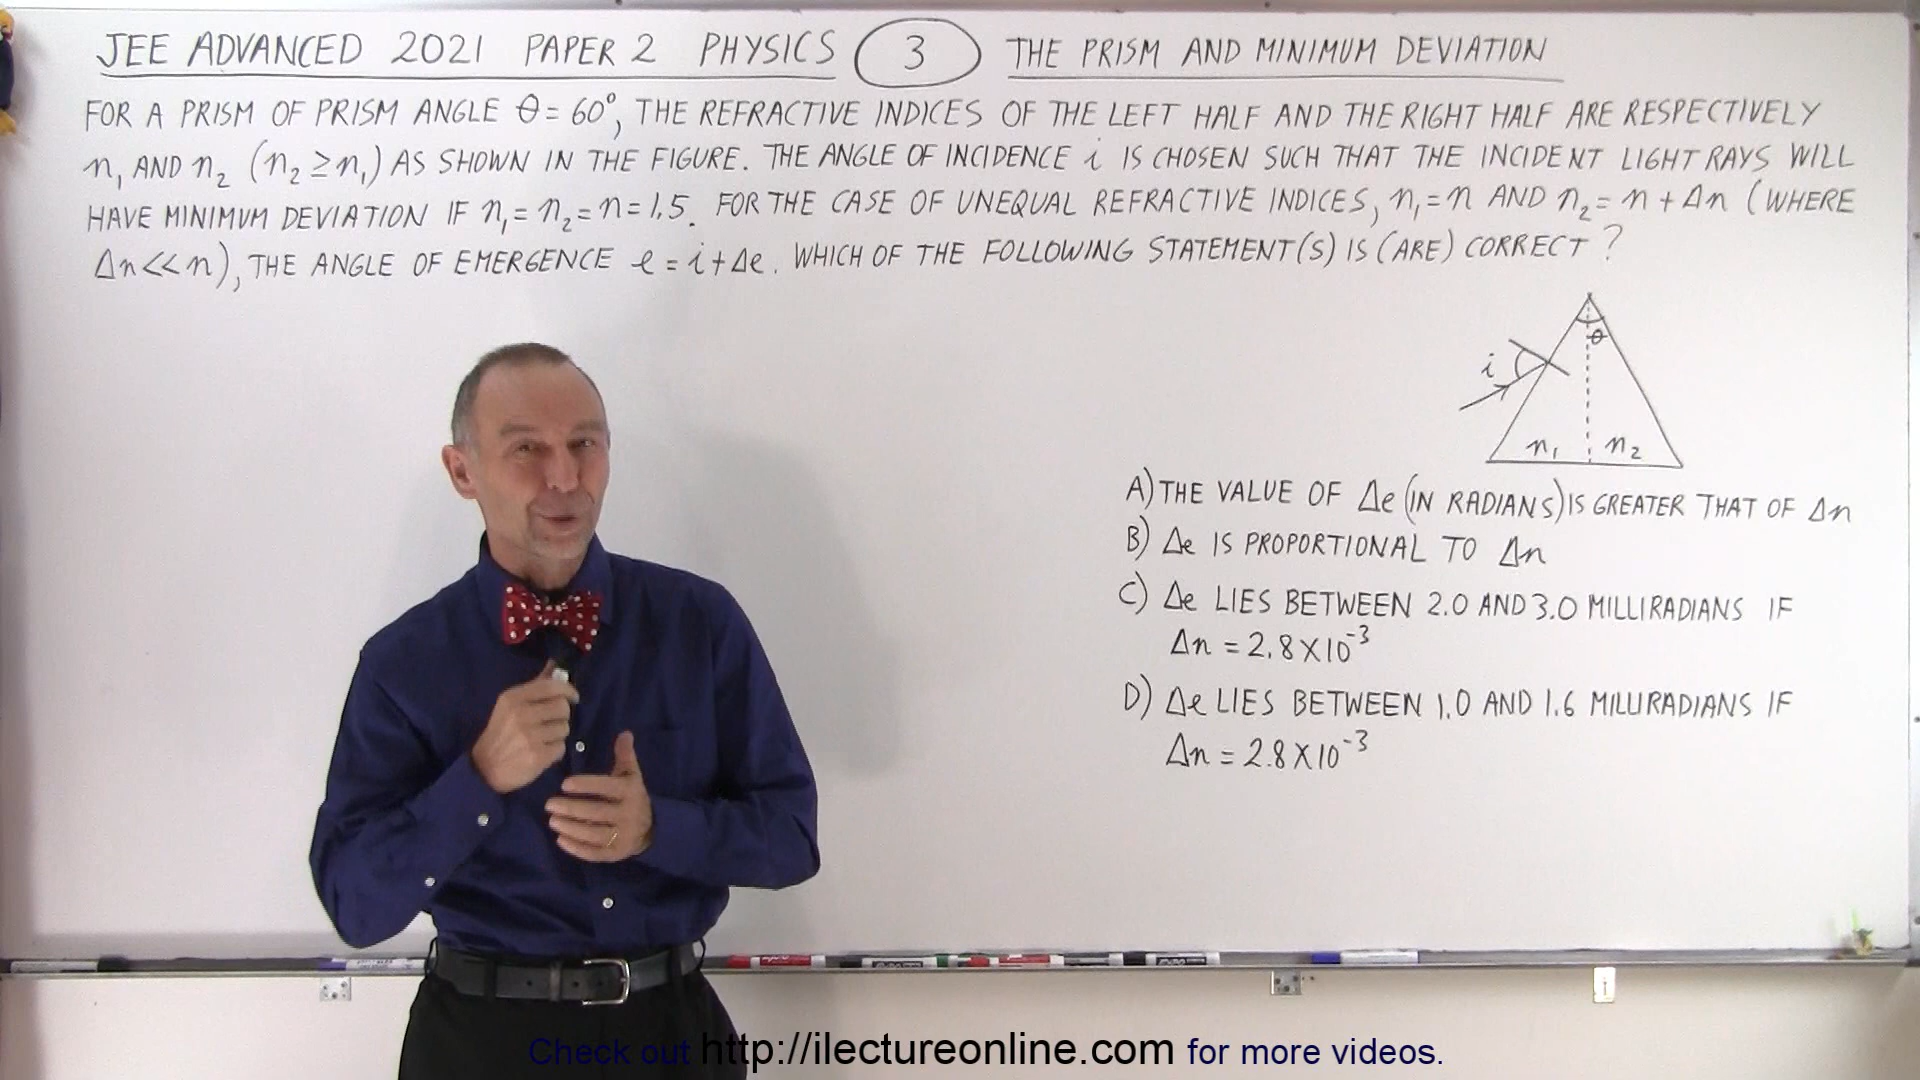 JEE ADVANCED 2021 PAPER 2 PHYSICS 3 THE PRISM AND MINIMUM DEVIATION
FOR A PRISM OF PRISM ANGLE θ = 60°, THE REFRACTIVE INDICES OF THE LEFT HALF AND THE RIGHT HALF ARE RESPECTIVELY
n₁ AND n₂ (n₂ ≥ n₁) AS SHOWN IN THE FIGURE. THE ANGLE OF INCIDENCE i IS CHOSEN SUCH THAT THE INCIDENT LIGHT RAYS WILL
HAVE MINIMUM DEVIATION IF n₁ = n₂ = n = 1.5. FOR THE CASE OF UNEQUAL REFRACTIVE INDICES, n₁ = n AND n₂ = n + Δn (WHERE
Δn << n), THE ANGLE OF EMERGENCE e = i + Δe. WHICH OF THE FOLLOWING STATEMENT(S) IS (ARE) CORRECT?
θ
i
n₁ n₂
A) THE VALUE OF Δe (IN RADIANS) IS GREATER THAT OF Δn
B) Δe IS PROPORTIONAL TO Δn
C) Δe LIES BETWEEN 2.0 AND 3.0 MILLIRADIANS IF
Δn = 2.8 X 10⁻³
D) Δe LIES BETWEEN 1.0 AND 1.6 MILLIRADIANS IF
Δn = 2.8 X 10⁻³
Check out http://ilectureonline.com for more videos.